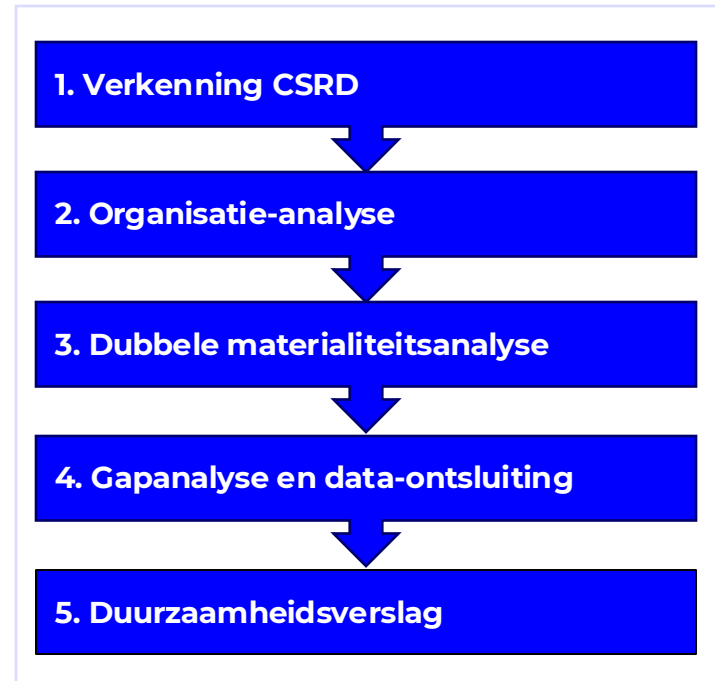 1. Verkenning CSRD
2. Organisatie-analyse
3. Dubbele materialiteitsanalyse
4. Gapanalyse en data-ontsluiting
5. Duurzaamheidsverslag